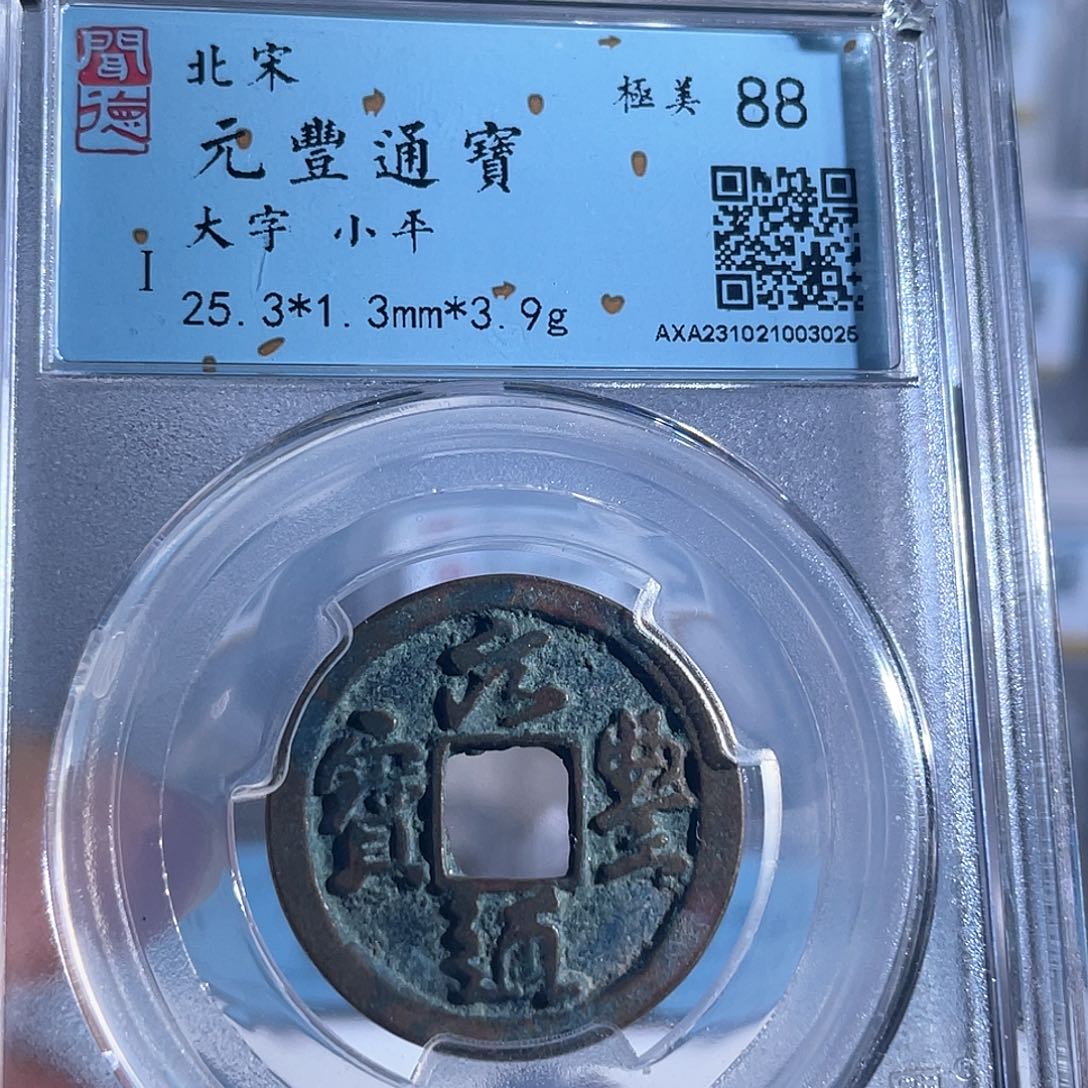 聞德
北宋
極美 88
元豐通寶
大字 小平
I
25.3*1.3mm*3.9g
AXA231021003025
元豐通寶